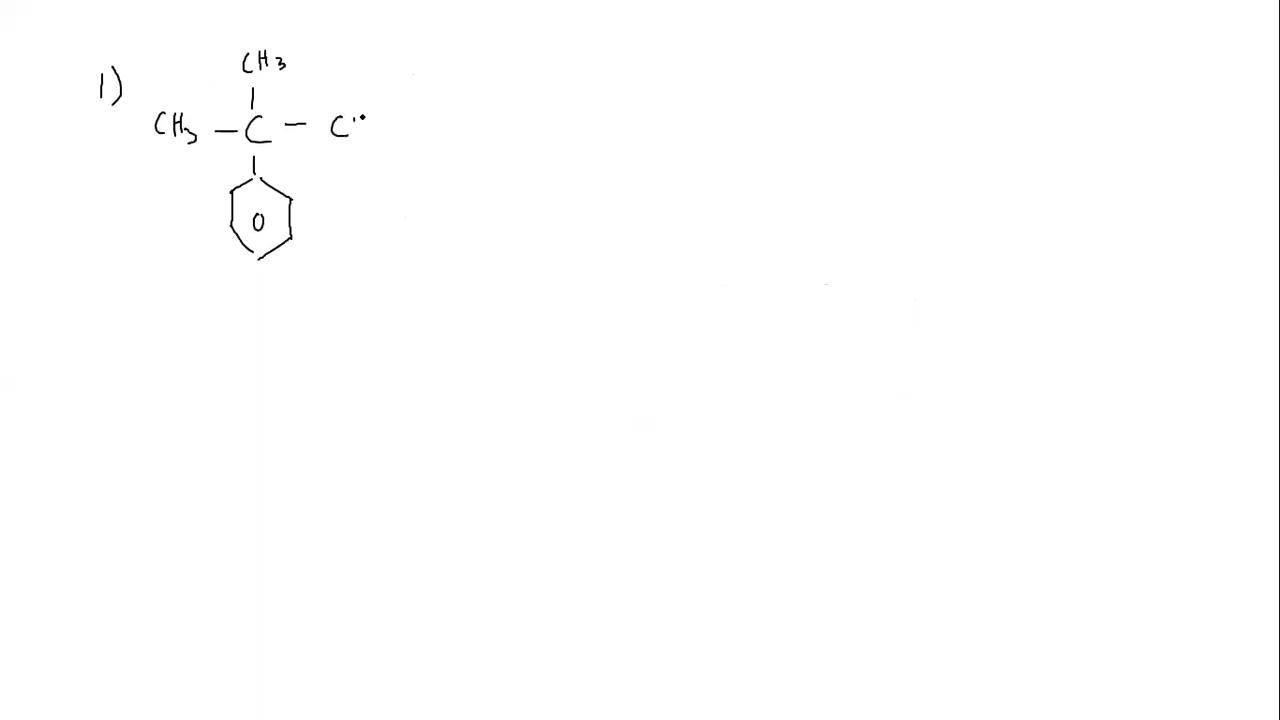 CH3
1)
CH3 — C — C··